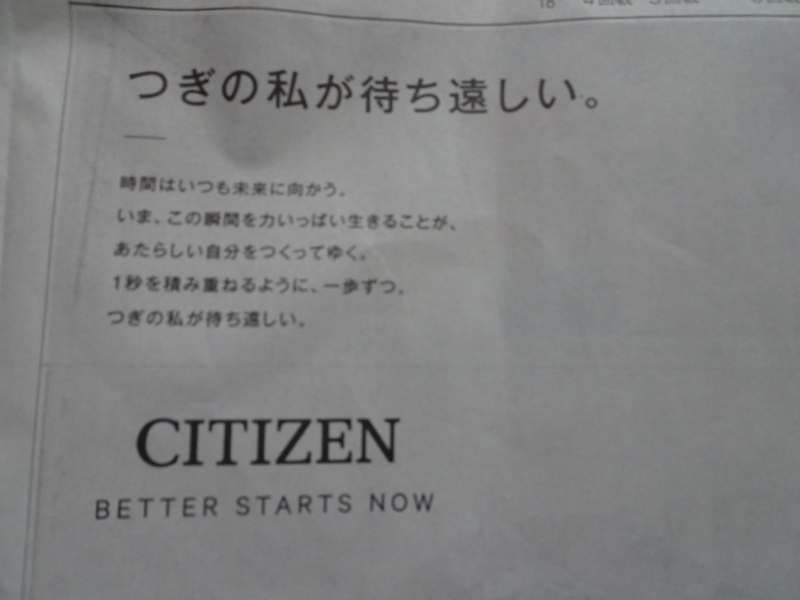 つぎの私が待ち遠しい。
時間はいつも未来に向かう。
いま、この瞬間を力いっぱい生きることが、
あたらしい自分をつくってゆく。
1秒を積み重ねるように、一歩ずつ。
つぎの私が待ち遠しい。
CITIZEN
BETTER STARTS NOW